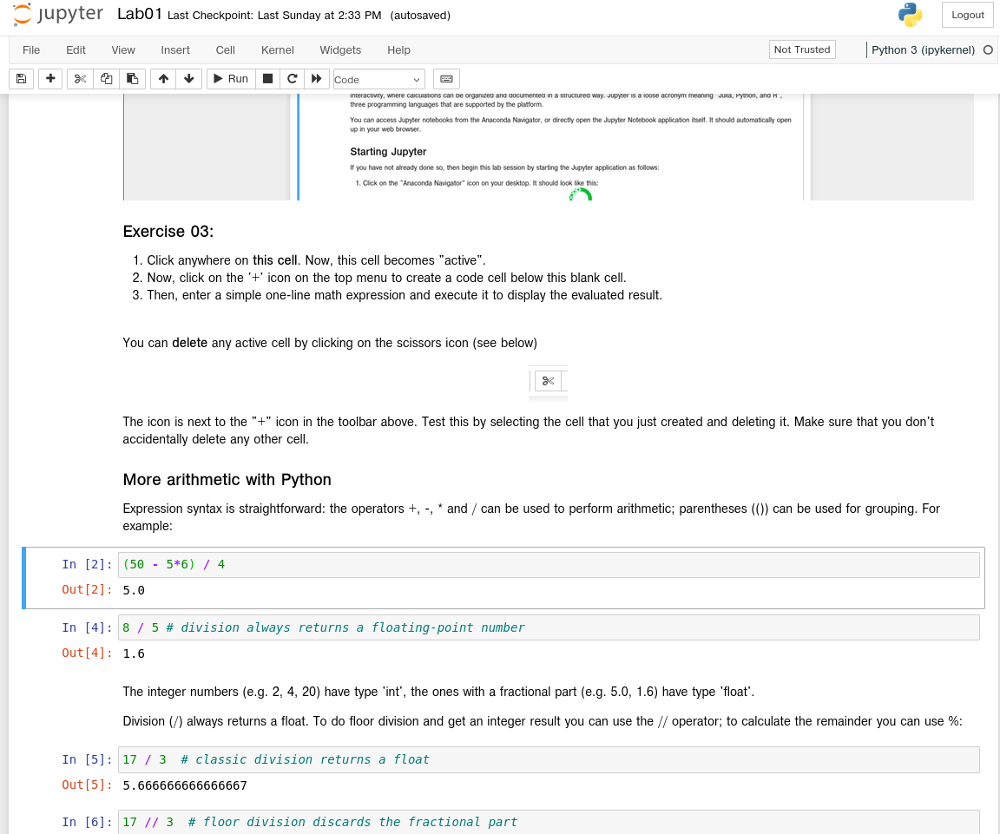 jupyter Lab01 Last Checkpoint: Last Sunday at 2:33 PM (autosaved)
Logout
File Edit View Insert Cell Kernel Widgets Help
Not Trusted
Python 3 (ipykernel)
Run
Code
interactivity, where calculations can be organized and documented in a structured way. Jupyter is a loose acronym meaning "Julia, Python, and R",
three programming languages that are supported by the platform.
You can access Jupyter notebooks from the Anaconda Navigator, or directly open the Jupyter Notebook application itself. It should automatically open
up in your web browser.
Starting Jupyter
If you have not already done so, then begin this lab session by starting the Jupyter application as follows:
1. Click on the "Anaconda Navigator" icon on your desktop. It should look like this:
Exercise 03:
1. Click anywhere on this cell. Now, this cell becomes "active".
2. Now, click on the '+' icon on the top menu to create a code cell below this blank cell.
3. Then, enter a simple one-line math expression and execute it to display the evaluated result.
You can delete any active cell by clicking on the scissors icon (see below)
The icon is next to the "+" icon in the toolbar above. Test this by selecting the cell that you just created and deleting it. Make sure that you don't
accidentally delete any other cell.
More arithmetic with Python
Expression syntax is straightforward: the operators +, -, * and / can be used to perform arithmetic; parentheses (()) can be used for grouping. For
example:
In [2]: (50 - 5*6) / 4
Out[2]: 5.0
In [4]: 8 / 5 # division always returns a floating-point number
Out[4]: 1.6
The integer numbers (e.g. 2, 4, 20) have type 'int', the ones with a fractional part (e.g. 5.0, 1.6) have type 'float'.
Division (/) always returns a float. To do floor division and get an integer result you can use the // operator; to calculate the remainder you can use %:
In [5]: 17 / 3  # classic division returns a float
Out[5]: 5.666666666666667
In [6]: 17 // 3  # floor division discards the fractional part